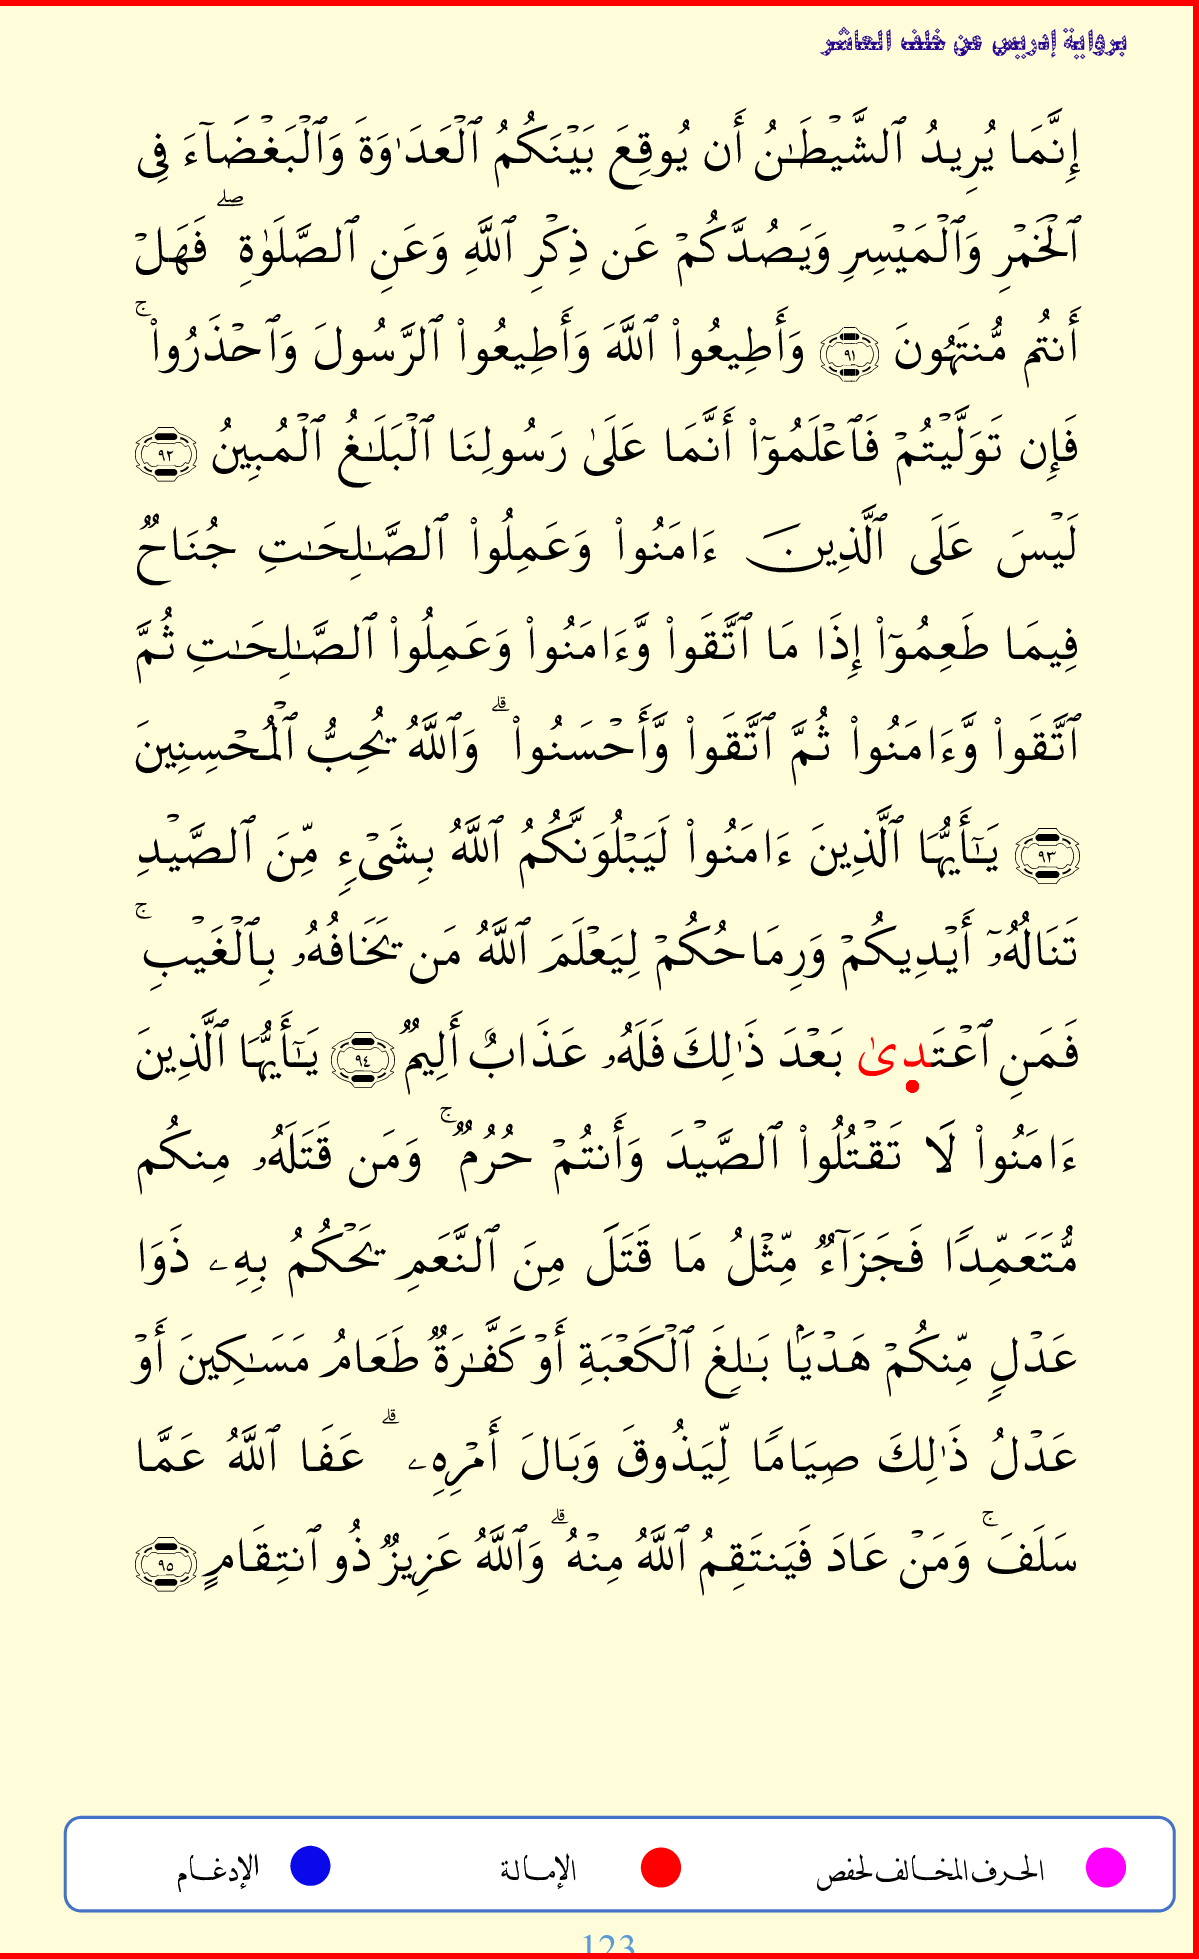 برواية إدريس عن خلف العاشر
إِنَّمَا يُرِيدُ ٱلشَّيْطَـٰنُ أَن يُوقِعَ بَيْنَكُمُ ٱلْعَدَٰوَةَ وَٱلْبَغْضَآءَ فِى
ٱلْخَمْرِ وَٱلْمَيْسِرِ وَيَصُدَّكُمْ عَن ذِكْرِ ٱللَّهِ وَعَنِ ٱلصَّلَوٰةِ ۖ فَهَلْ
أَنتُم مُّنتَهُونَ ٩١ وَأَطِيعُوا۟ ٱللَّهَ وَأَطِيعُوا۟ ٱلرَّسُولَ وَٱحْذَرُوا۟ ۚ
فَإِن تَوَلَّيْتُمْ فَٱعْلَمُوٓا۟ أَنَّمَا عَلَىٰ رَسُولِنَا ٱلْبَلَـٰغُ ٱلْمُبِينُ ٩٢
لَيْسَ عَلَى ٱلَّذِينَ ءَامَنُوا۟ وَعَمِلُوا۟ ٱلصَّـٰلِحَـٰتِ جُنَاحٌ
فِيمَا طَعِمُوٓا۟ إِذَا مَا ٱتَّقَوا۟ وَّءَامَنُوا۟ وَعَمِلُوا۟ ٱلصَّـٰلِحَـٰتِ ثُمَّ
ٱتَّقَوا۟ وَّءَامَنُوا۟ ثُمَّ ٱتَّقَوا۟ وَّأَحْسَنُوا۟ ۗ وَٱللَّهُ يُحِبُّ ٱلْمُحْسِنِينَ
٩٣ يَـٰٓأَيُّهَا ٱلَّذِينَ ءَامَنُوا۟ لَيَبْلُوَنَّكُمُ ٱللَّهُ بِشَىْءٍ مِّنَ ٱلصَّيْدِ
تَنَالُهُۥٓ أَيْدِيكُمْ وَرِمَاحُكُمْ لِيَعْلَمَ ٱللَّهُ مَن يَخَافُهُۥ بِٱلْغَيْبِ ۚ
فَمَنِ ٱعْتَدِىٰ بَعْدَ ذَٰلِكَ فَلَهُۥ عَذَابٌ أَلِيمٌ ٩٤ يَـٰٓأَيُّهَا ٱلَّذِينَ
ءَامَنُوا۟ لَا تَقْتُلُوا۟ ٱلصَّيْدَ وَأَنتُمْ حُرُمٌ ۚ وَمَن قَتَلَهُۥ مِنكُم
مُّتَعَمِّدًا فَجَزَآءٌ مِّثْلُ مَا قَتَلَ مِنَ ٱلنَّعَمِ يَحْكُمُ بِهِۦ ذَوَا
عَدْلٍ مِّنكُمْ هَدْيَۢا بَـٰلِغَ ٱلْكَعْبَةِ أَوْ كَفَّـٰرَةٌ طَعَامُ مَسَـٰكِينَ أَوْ
عَدْلُ ذَٰلِكَ صِيَامًا لِّيَذُوقَ وَبَالَ أَمْرِهِۦ ۗ عَفَا ٱللَّهُ عَمَّا
سَلَفَ ۚ وَمَنْ عَادَ فَيَنتَقِمُ ٱللَّهُ مِنْهُ ۗ وَٱللَّهُ عَزِيزٌ ذُو ٱنتِقَامٍ ٩٥
الحرف المخالف لحفص الإمالة الإدغام
123